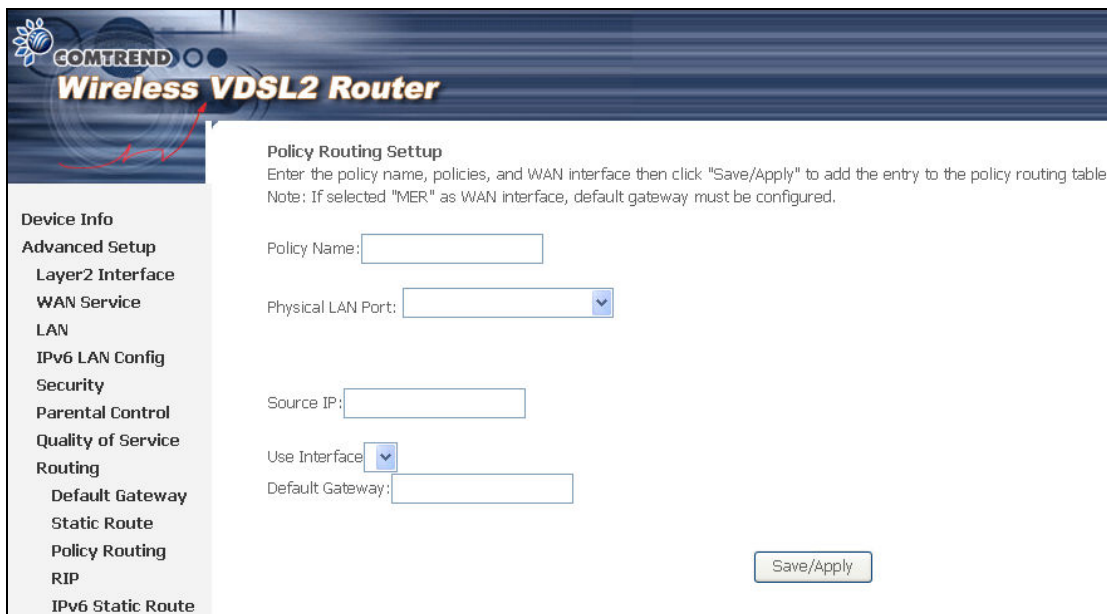 COMTREND
Wireless VDSL2 Router
Policy Routing Settup
Enter the policy name, policies, and WAN interface then click "Save/Apply" to add the entry to the policy routing table
Note: If selected "MER" as WAN interface, default gateway must be configured.
Device Info
Advanced Setup
Layer2 Interface
WAN Service
LAN
IPv6 LAN Config
Security
Parental Control
Quality of Service
Routing
Default Gateway
Static Route
Policy Routing
RIP
IPv6 Static Route
Policy Name:
Physical LAN Port:
Source IP:
Use Interface
Default Gateway:
Save/Apply